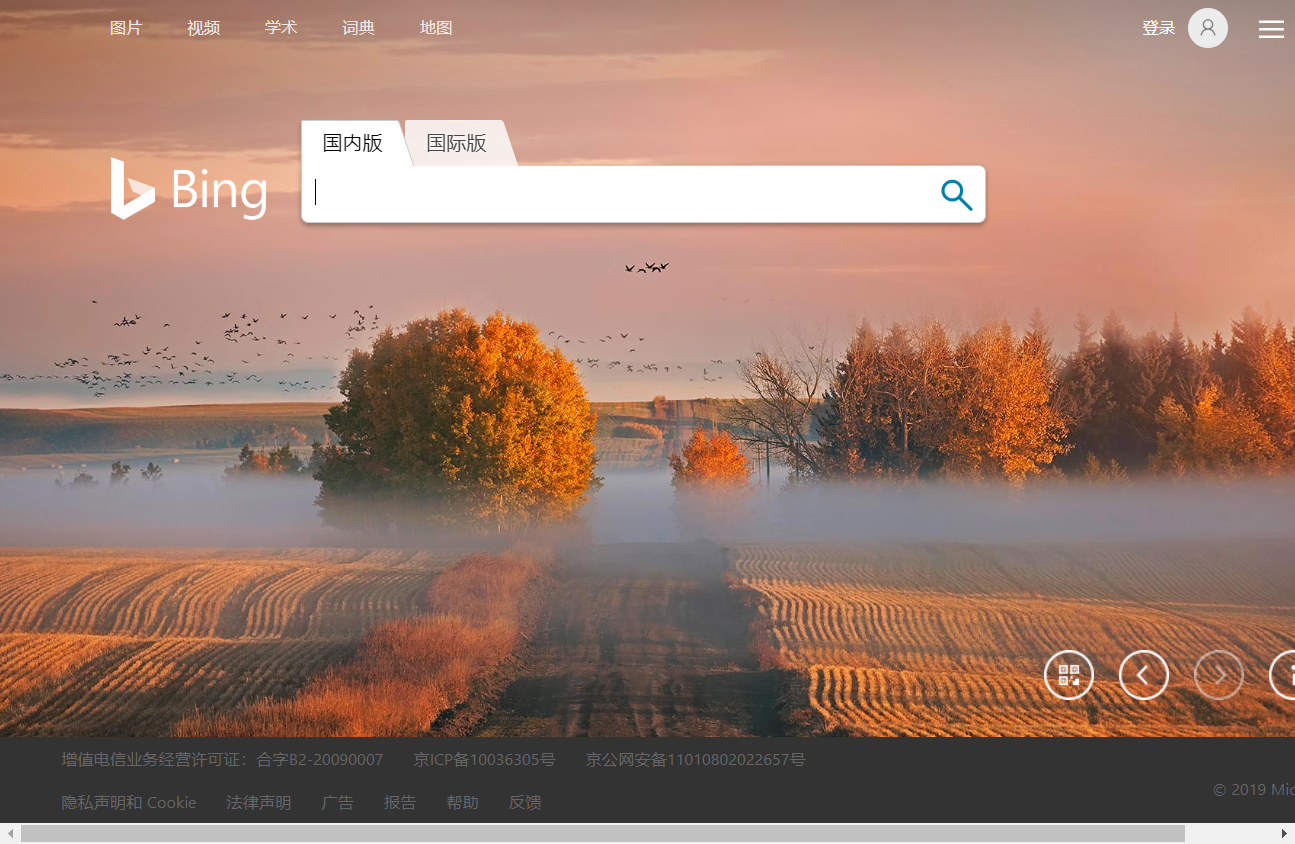 图片 视频 学术 词典 地图 登录
国内版 国际版
Bing
增值电信业务经营许可证：合字B2-20090007 京ICP备10036305号 京公网安备11010802022657号
隐私声明和 Cookie 法律声明 广告 报告 帮助 反馈
© 2019 Mic